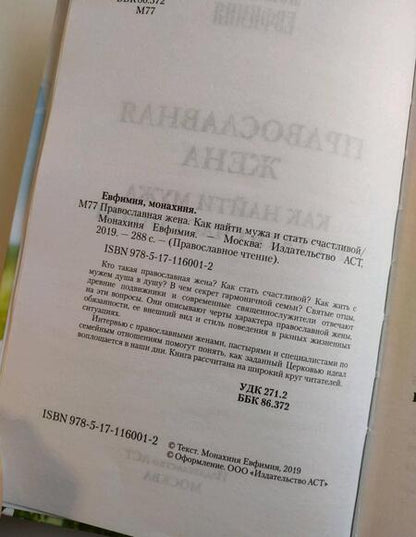 ББК 86.372
М77
Евфимия, монахиня.
М77 Православная жена. Как найти мужа и стать счастливой/
Монахиня Евфимия. — Москва: Издательство АСТ,
2019. – 288 с. – (Православное чтение).
ISBN 978-5-17-116001-2
Кто такая православная жена? Как стать счастливой? Как жить с
мужем душа в душу? В чем секрет гармоничной семьи? Святые отцы,
древние подвижники и современные священнослужители отвечают
на эти вопросы. Они описывают черты характера православной жены,
обязанности, ее внешний вид и стиль поведения в разных жизненных
ситуациях.
Интервью с православными женами, пастырями и специалистами по
семейным отношениям помогут понять, как заданный Церковью идеал
воплощается в наши дни. Книга рассчитана на широкий круг читателей.
УДК 271.2
ББК 86.372
ISBN 978-5-17-116001-2
© Текст. Монахиня Евфимия, 2019
© Оформление. ООО «Издательство АСТ»